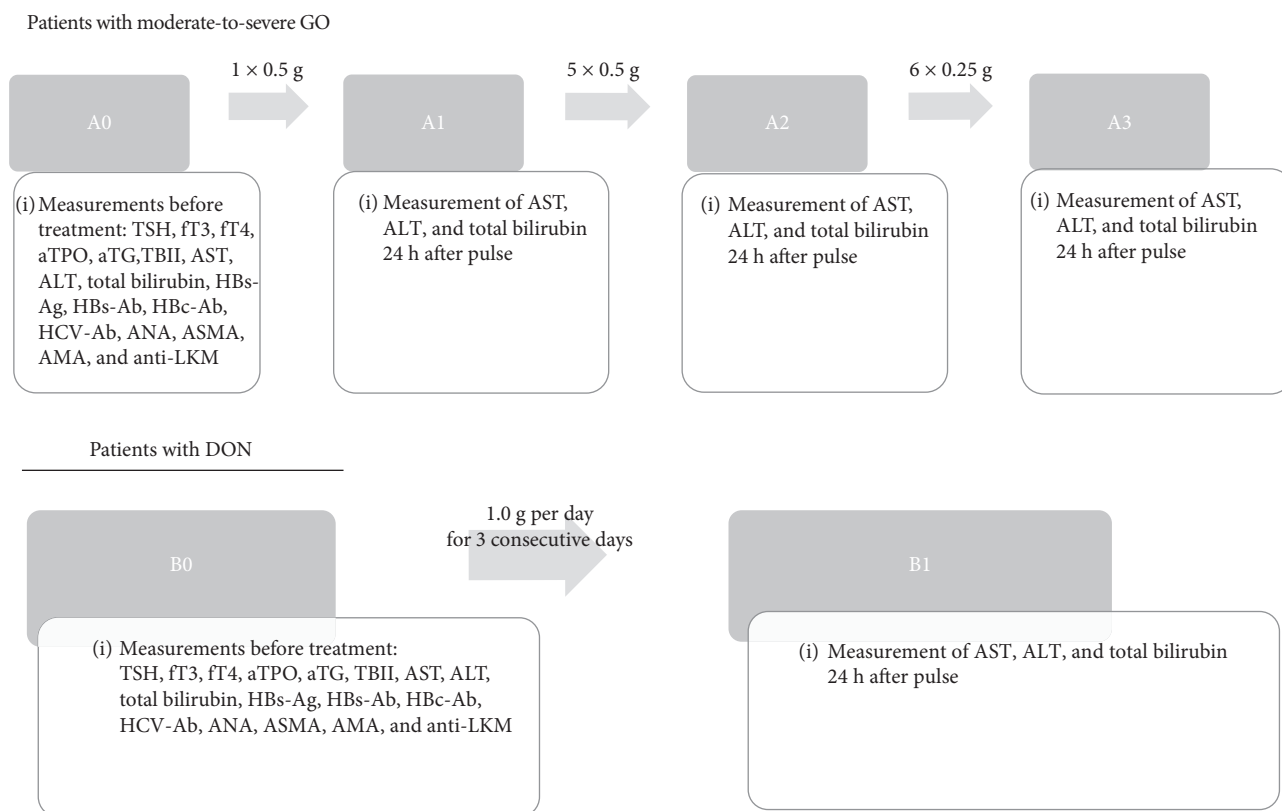 Patients with moderate-to-severe GO
1 × 0.5 g
5 × 0.5 g
6 × 0.25 g
A0
A1
A2
A3
(i) Measurements before
treatment: TSH, fT3, fT4,
aTPO, aTG,TBII, AST,
ALT, total bilirubin, HBs-
Ag, HBs-Ab, HBc-Ab,
HCV-Ab, ANA, ASMA,
AMA, and anti-LKM
(i) Measurement of AST,
ALT, and total bilirubin
24 h after pulse
(i) Measurement of AST,
ALT, and total bilirubin
24 h after pulse
(i) Measurement of AST,
ALT, and total bilirubin
24 h after pulse
Patients with DON
1.0 g per day
for 3 consecutive days
B0
B1
(i) Measurements before treatment:
TSH, fT3, fT4, aTPO, aTG, TBII, AST, ALT,
total bilirubin, HBs-Ag, HBs-Ab, HBc-Ab,
HCV-Ab, ANA, ASMA, AMA, and anti-LKM
(i) Measurement of AST, ALT, and total bilirubin
24 h after pulse